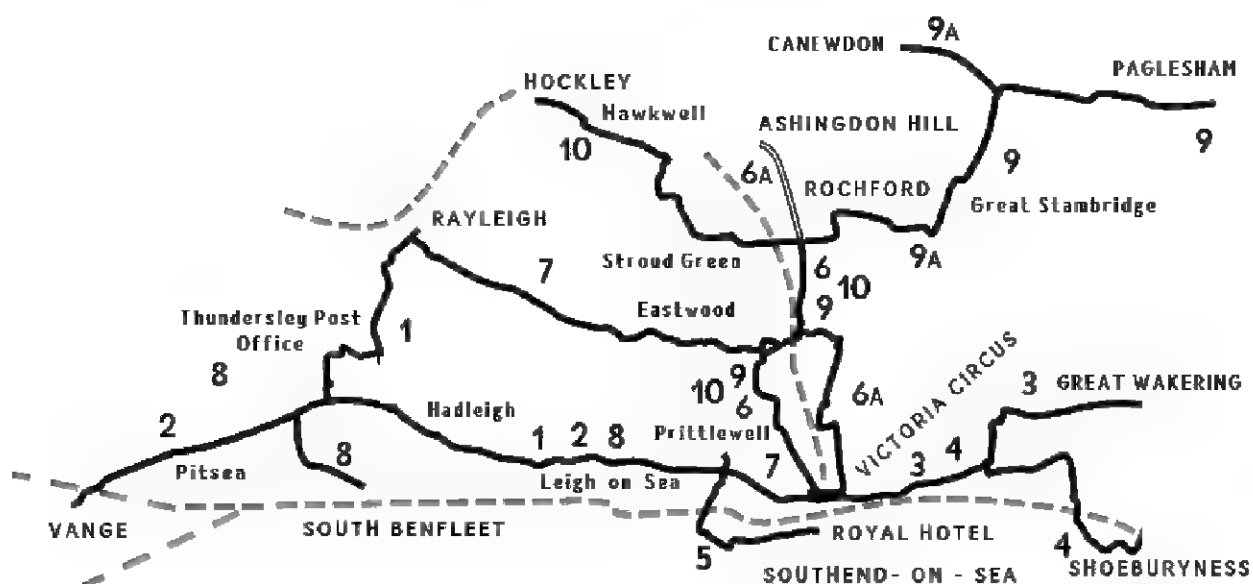 9A
CANEWDON
PAGLESHAM
HOCKLEY
Hawkwell
ASHINGDON HILL
10
9
9
6A
ROCHFORD
Great Stambridge
RAYLEIGH
9A
Stroud Green
6
10
9
7
Eastwood
Thundersley Post
Office
1
8
9
10
6
6A
VICTORIA CIRCUS
3
GREAT WAKERING
Hadleigh
2
1 2 8
Prittlewell
7
3
4
Pitsea
8
Leigh on Sea
VANGE
SOUTH BENFLEET
5
ROYAL HOTEL
4
SHOEBURYNESS
SOUTHEND - ON - SEA